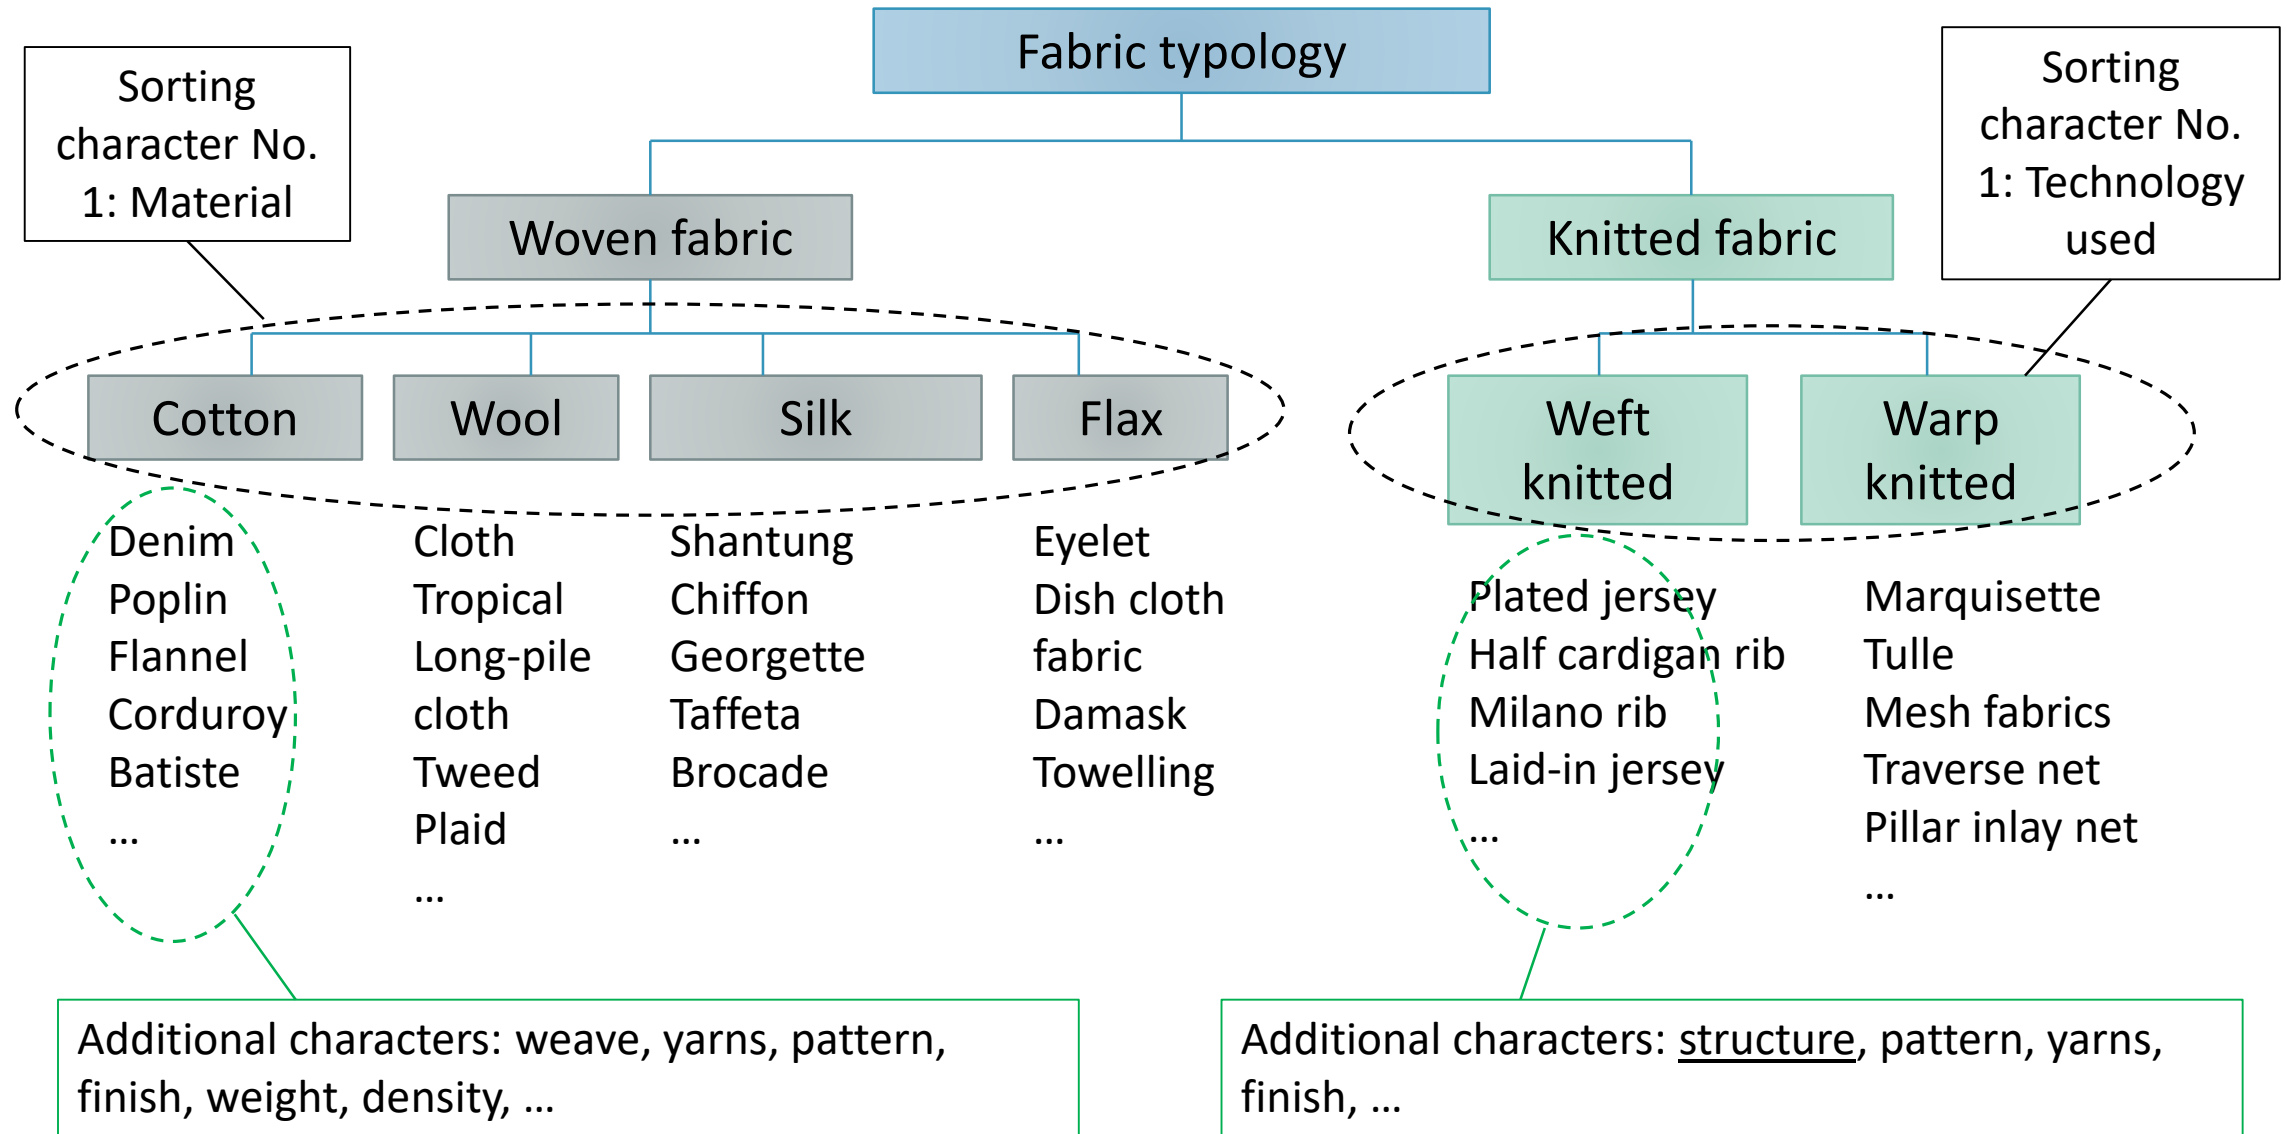 Fabric typology
Sorting
character No.
1: Material
Sorting
character No.
1: Technology
used
Woven fabric
Knitted fabric
Cotton
Wool
Silk
Flax
Weft
knitted
Warp
knitted
Denim
Poplin
Flannel
Corduroy
Batiste
...
Cloth
Tropical
Long-pile
cloth
Tweed
Plaid
...
Shantung
Chiffon
Georgette
Taffeta
Brocade
...
Eyelet
Dish cloth
fabric
Damask
Towelling
...
Plated jersey
Half cardigan rib
Milano rib
Laid-in jersey
...
Marquisette
Tulle
Mesh fabrics
Traverse net
Pillar inlay net
...
Additional characters: weave, yarns, pattern,
finish, weight, density, ...
Additional characters: structure, pattern, yarns,
finish, ...